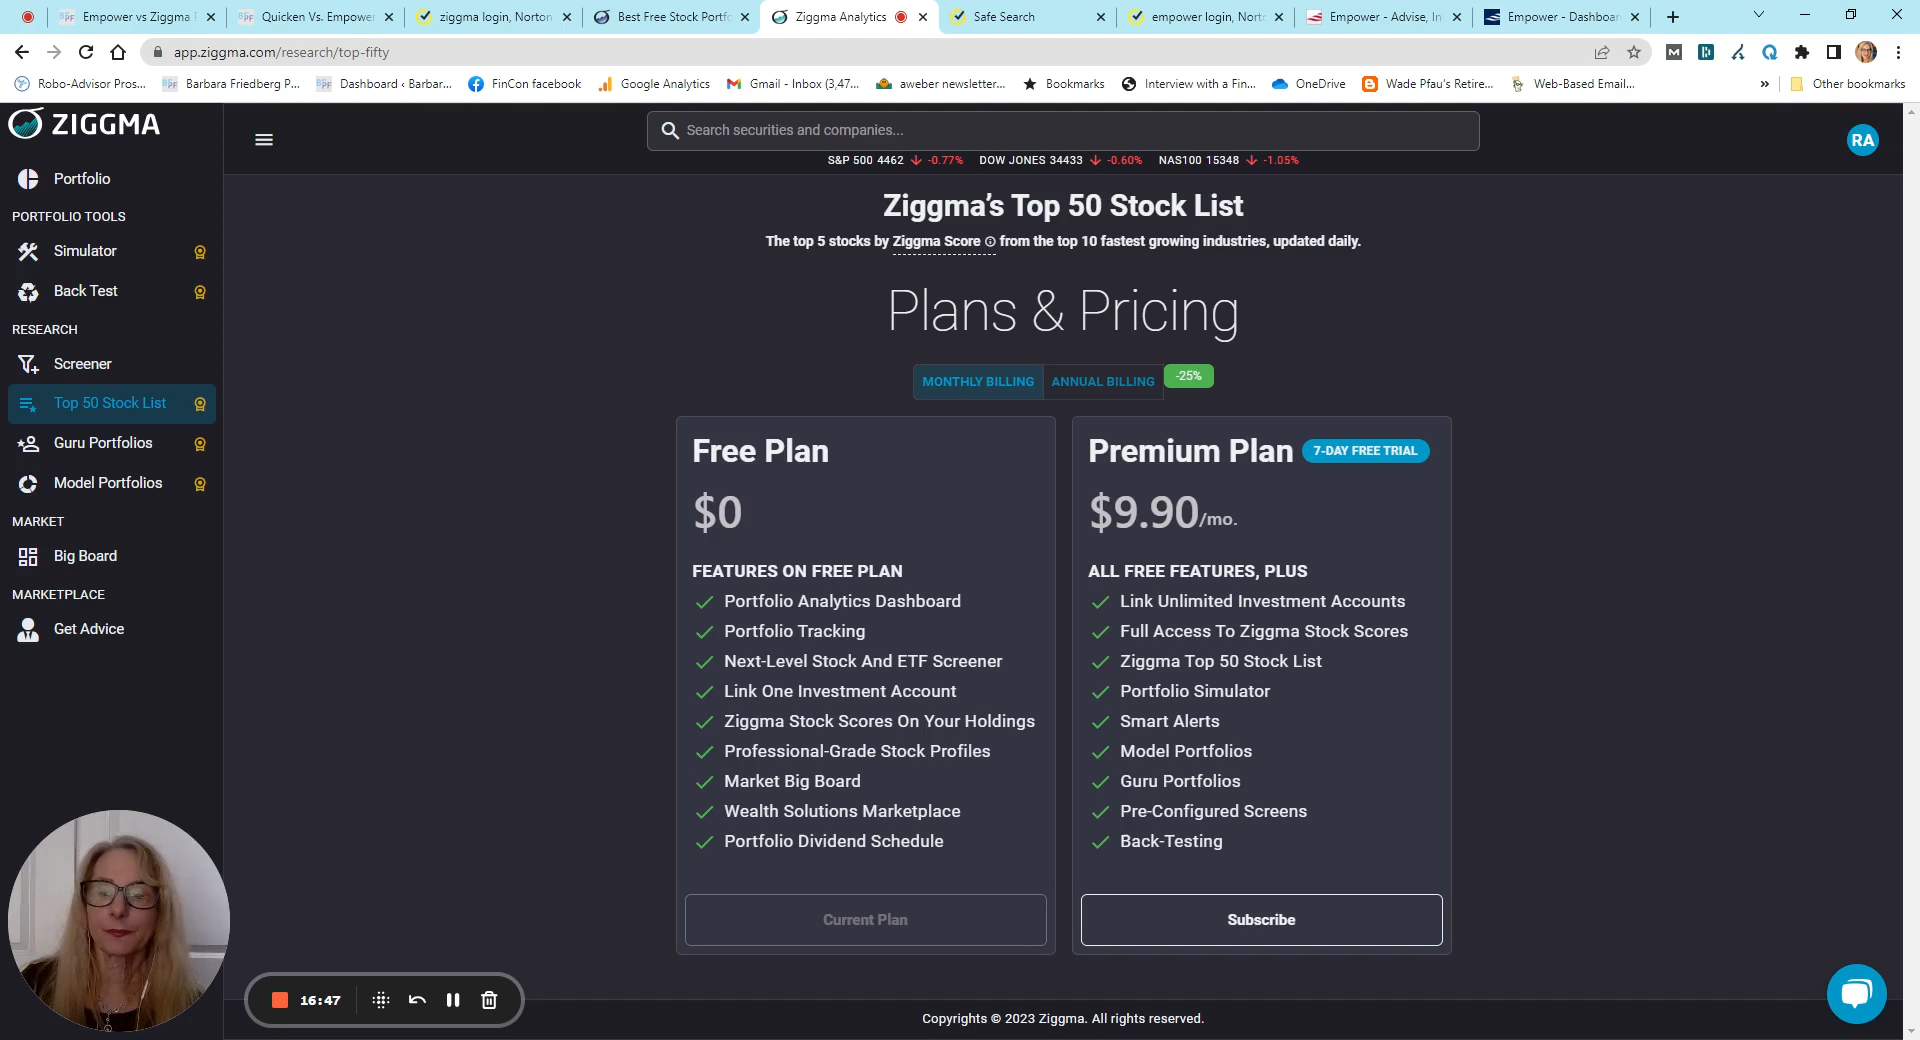 Empower vs Ziggma
Quicken Vs. Empower
ziggma login, Norton
Best Free Stock Portfo
Ziggma Analytics
Safe Search
empower login, Norto
Empower - Advise, In
Empower - Dashboar
app.ziggma.com/research/top-fifty
Robo-Advisor Pros...
Barbara Friedberg P...
Dashboard ‹ Barbar...
FinCon facebook
Google Analytics
Gmail - Inbox (3,47...
aweber newsletter...
Bookmarks
Interview with a Fin...
OneDrive
Wade Pfau's Retire...
Web-Based Email...
»
Other bookmarks
ZIGGMA
Search securities and companies...
RA
S&P 500 4462 -0.77% DOW JONES 34433 -0.60% NAS100 15348 -1.05%
Portfolio
PORTFOLIO TOOLS
Simulator
Back Test
RESEARCH
Screener
Top 50 Stock List
Guru Portfolios
Model Portfolios
MARKET
Big Board
MARKETPLACE
Get Advice
Ziggma’s Top 50 Stock List
The top 5 stocks by Ziggma Score from the top 10 fastest growing industries, updated daily.
Plans & Pricing
MONTHLY BILLING
ANNUAL BILLING
-25%
Free Plan
$0
FEATURES ON FREE PLAN
Portfolio Analytics Dashboard
Portfolio Tracking
Next-Level Stock And ETF Screener
Link One Investment Account
Ziggma Stock Scores On Your Holdings
Professional-Grade Stock Profiles
Market Big Board
Wealth Solutions Marketplace
Portfolio Dividend Schedule
Current Plan
Premium Plan
7-DAY FREE TRIAL
$9.90/mo.
ALL FREE FEATURES, PLUS
Link Unlimited Investment Accounts
Full Access To Ziggma Stock Scores
Ziggma Top 50 Stock List
Portfolio Simulator
Smart Alerts
Model Portfolios
Guru Portfolios
Pre-Configured Screens
Back-Testing
Subscribe
16:47
Copyrights © 2023 Ziggma. All rights reserved.